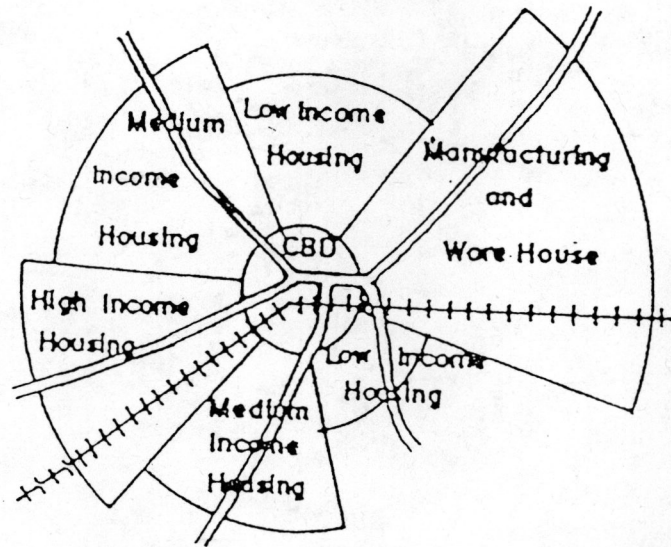 Medium
Income
Housing
Low Income
Housing
Manufacturing
and
Wore House
CBD
High Income
Housing
Low Income
Housing
Medium
Income
Housing